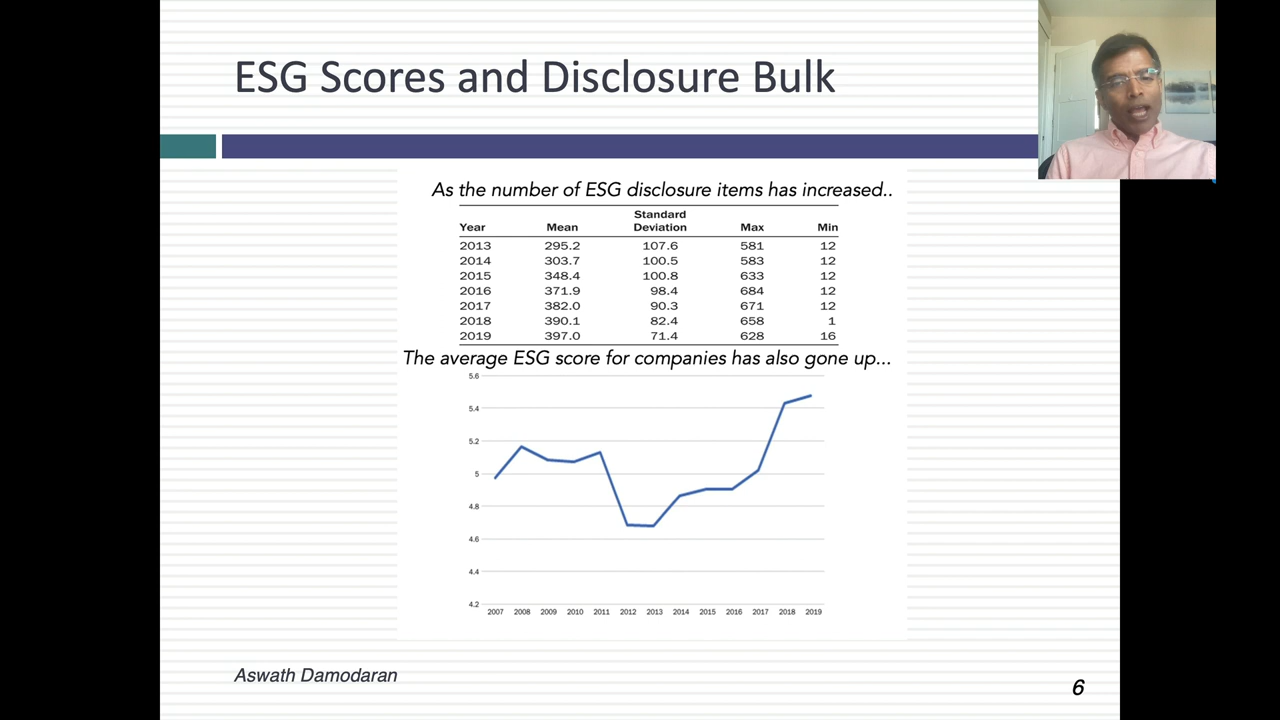 ESG Scores and Disclosure Bulk
As the number of ESG disclosure items has increased..
Standard
Year Mean Deviation Max Min
2013 295.2 107.6 581 12
2014 303.7 100.5 583 12
2015 348.4 100.8 633 12
2016 371.9 98.4 684 12
2017 382.0 90.3 671 12
2018 390.1 82.4 658 1
2019 397.0 71.4 628 16
The average ESG score for companies has also gone up...
5.6
5.4
5.2
5
4.8
4.6
4.4
4.2
2007 2008 2009 2010 2011 2012 2013 2014 2015 2016 2017 2018 2019
Aswath Damodaran
6